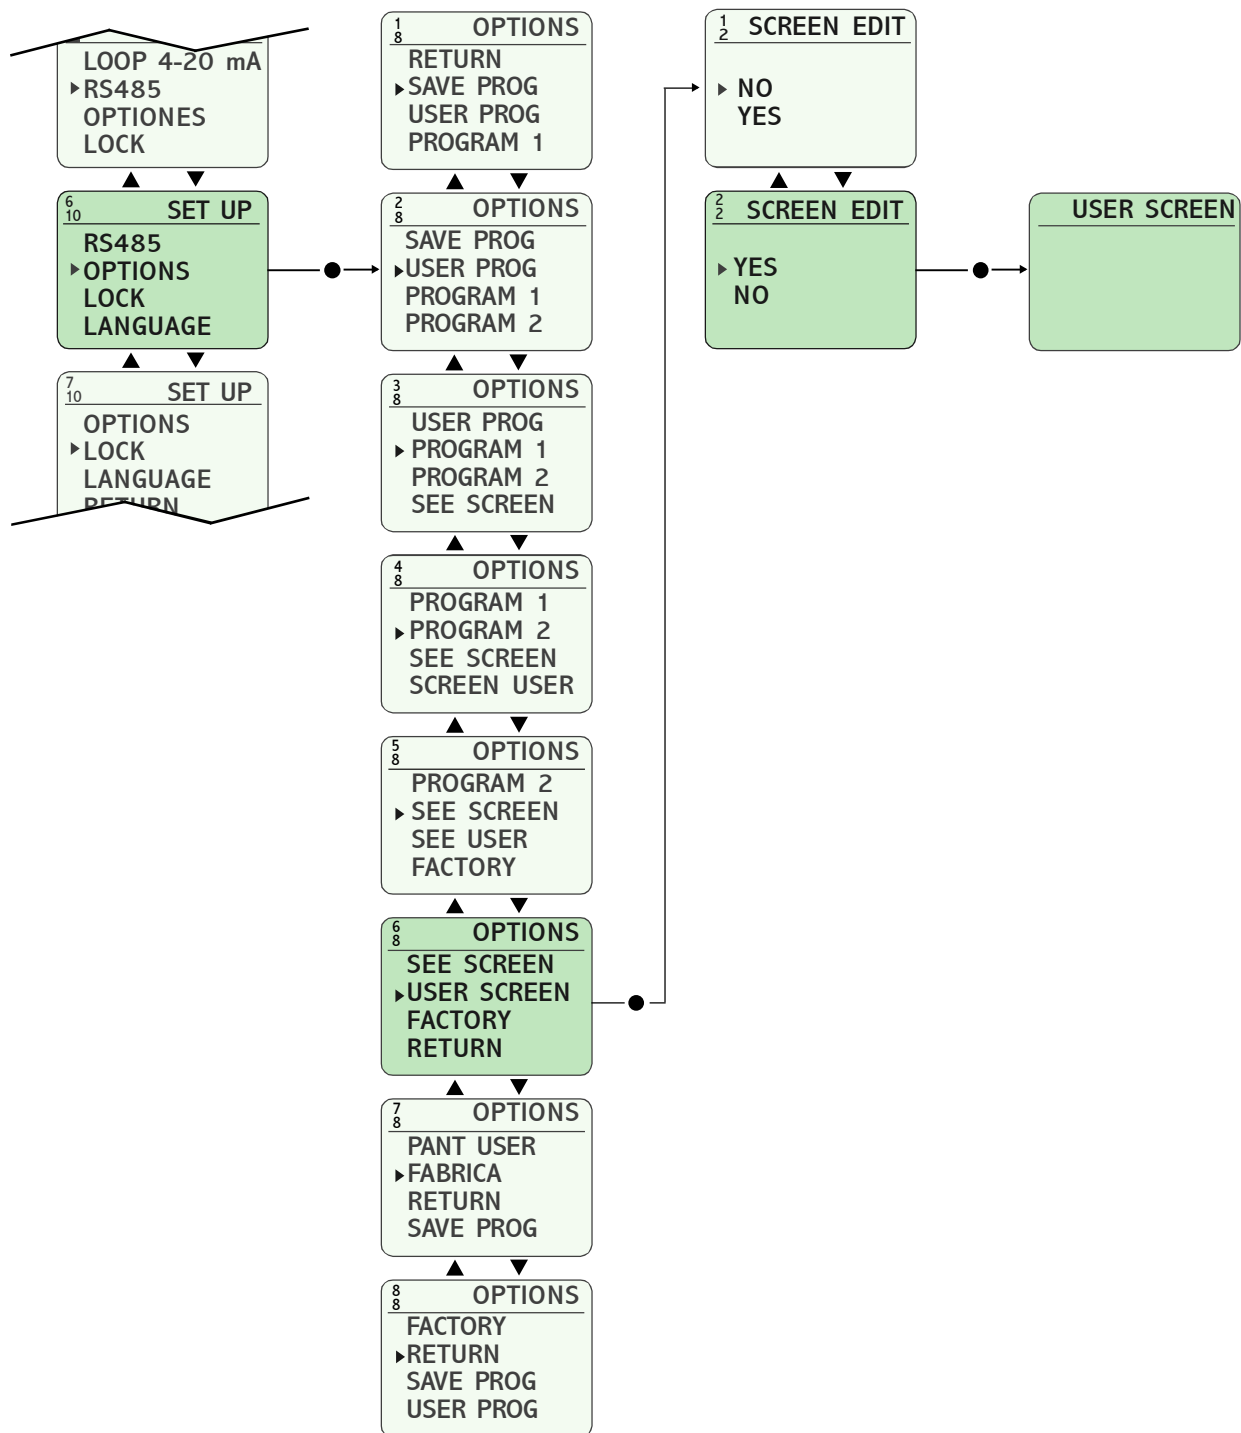 LOOP 4-20 mA
RS485
OPTIONES
LOCK
6
10
SET UP
RS485
OPTIONS
LOCK
LANGUAGE
7
10
SET UP
OPTIONS
LOCK
LANGUAGE
RETURN
1
8
OPTIONS
RETURN
SAVE PROG
USER PROG
PROGRAM 1
2
8
OPTIONS
SAVE PROG
USER PROG
PROGRAM 1
PROGRAM 2
3
8
OPTIONS
USER PROG
PROGRAM 1
PROGRAM 2
SEE SCREEN
4
8
OPTIONS
PROGRAM 1
PROGRAM 2
SEE SCREEN
SCREEN USER
5
8
OPTIONS
PROGRAM 2
SEE SCREEN
SEE USER
FACTORY
6
8
OPTIONS
SEE SCREEN
USER SCREEN
FACTORY
RETURN
7
8
OPTIONS
PANT USER
FABRICA
RETURN
SAVE PROG
8
8
OPTIONS
FACTORY
RETURN
SAVE PROG
USER PROG
1
2
SCREEN EDIT
NO
YES
2
2
SCREEN EDIT
YES
NO
USER SCREEN